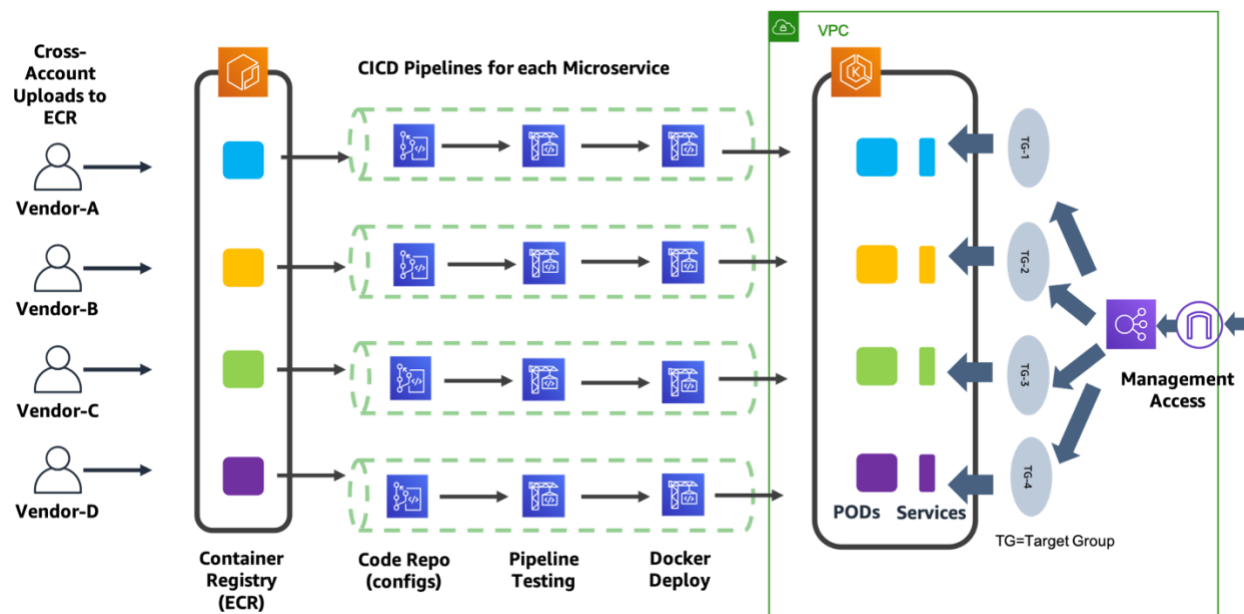 Cross-
Account
Uploads to
ECR
Vendor-A
Vendor-B
Vendor-C
Vendor-D
Container
Registry
(ECR)
CICD Pipelines for each Microservice
Code Repo
(configs)
Pipeline
Testing
Docker
Deploy
VPC
K
PODs
Services
TG-1
TG-2
TG-3
TG-4
TG=Target Group
Management
Access